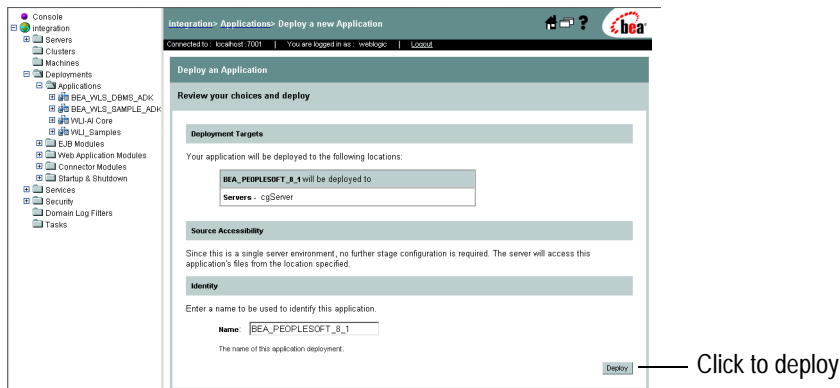 Console
integration
Servers
Clusters
Machines
Deployments
Applications
BEA_WLS_DBMS_ADK
BEA_WLS_SAMPLE_ADK
WLI-AI Core
WLI_Samples
EJB Modules
Web Application Modules
Connector Modules
Startup & Shutdown
Services
Security
Domain Log Filters
Tasks
integration> Applications> Deploy a new Application
?
bea
Connected to : localhost :7001 | You are logged in as : weblogic | Logout
Deploy an Application
Review your choices and deploy
Deployment Targets
Your application will be deployed to the following locations:
BEA_PEOPLESOFT_8_1 will be deployed to
Servers - cgServer
Source Accessibility
Since this is a single server environment, no further stage configuration is required. The server will access this
application's files from the location specified.
Identity
Enter a name to be used to identify this application.
Name: BEA_PEOPLESOFT_8_1
The name of this application deployment.
Deploy
Click to deploy